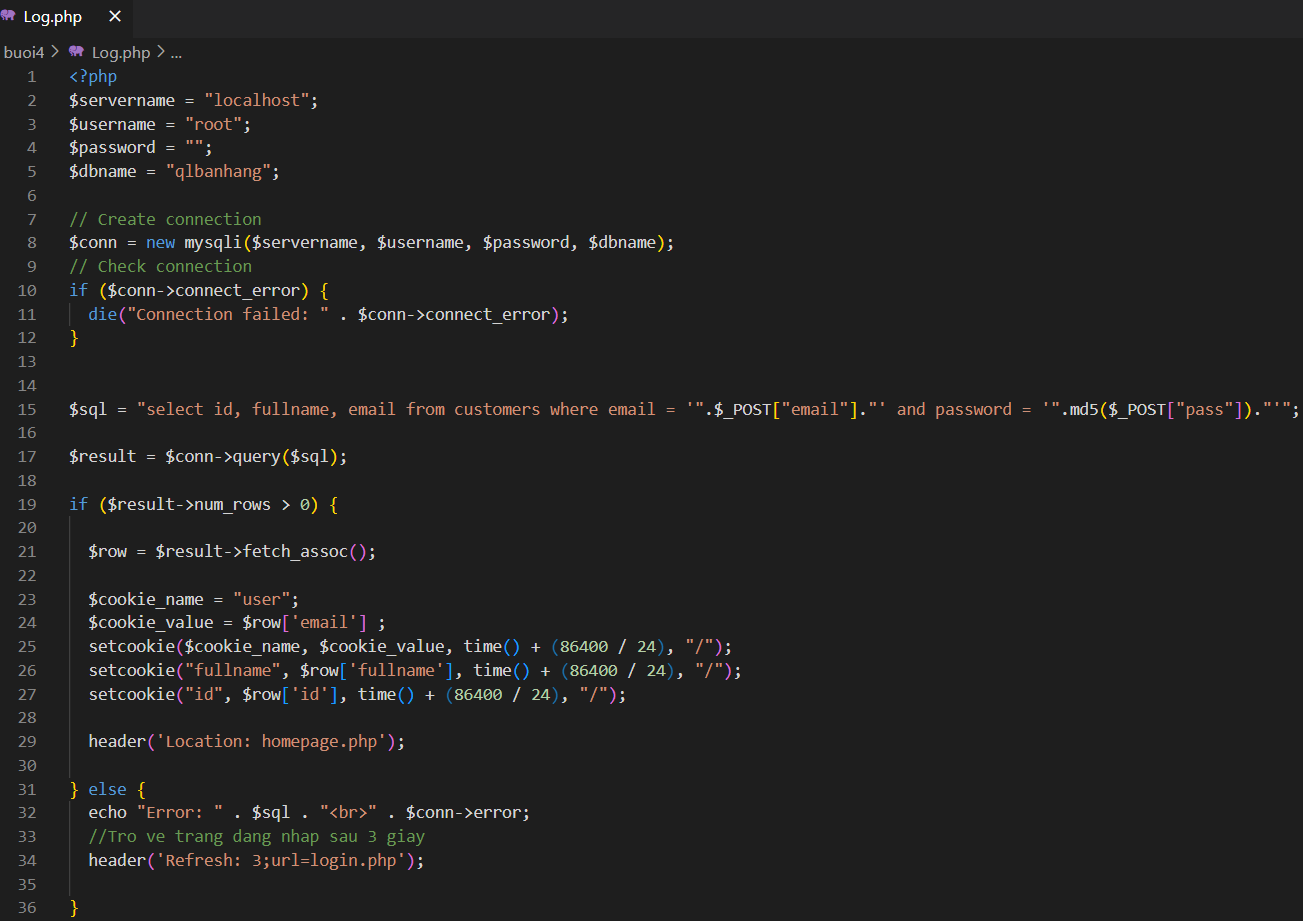 Log.php ×
buoi4 > Log.php > ...
1 <?php
2 $servername = "localhost";
3 $username = "root";
4 $password = "";
5 $dbname = "qlbanhang";
6
7 // Create connection
8 $conn = new mysqli($servername, $username, $password, $dbname);
9 // Check connection
10 if ($conn->connect_error) {
11   die("Connection failed: " . $conn->connect_error);
12 }
13
14
15 $sql = "select id, fullname, email from customers where email = '".$_POST["email"]."' and password = '".md5($_POST["pass"])."'";
16
17 $result = $conn->query($sql);
18
19 if ($result->num_rows > 0) {
20
21   $row = $result->fetch_assoc();
22
23   $cookie_name = "user";
24   $cookie_value = $row['email'] ;
25   setcookie($cookie_name, $cookie_value, time() + (86400 / 24), "/");
26   setcookie("fullname", $row['fullname'], time() + (86400 / 24), "/");
27   setcookie("id", $row['id'], time() + (86400 / 24), "/");
28
29   header('Location: homepage.php');
30
31 } else {
32   echo "Error: " . $sql . "<br>" . $conn->error;
33   //Tro ve trang dang nhap sau 3 giay
34   header('Refresh: 3;url=login.php');
35
36 }